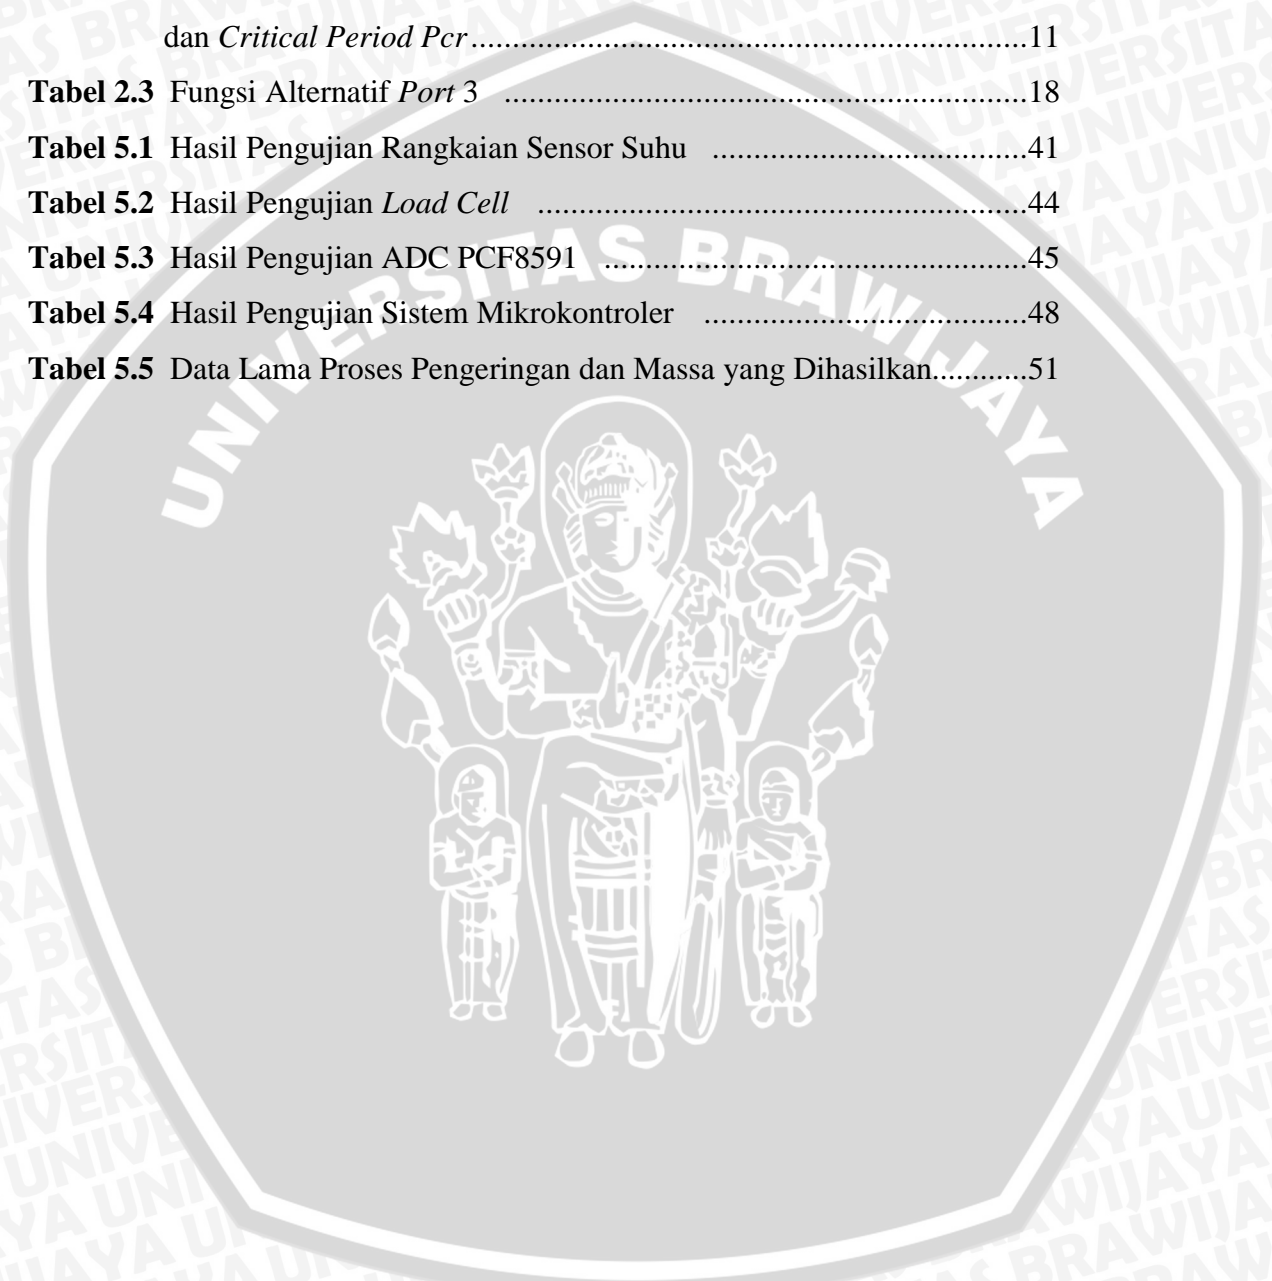 dan Critical Period Pcr......................................................................11
Tabel 2.3 Fungsi Alternatif Port 3 ..................................................................18
Tabel 5.1 Hasil Pengujian Rangkaian Sensor Suhu ........................................41
Tabel 5.2 Hasil Pengujian Load Cell ..............................................................44
Tabel 5.3 Hasil Pengujian ADC PCF8591 ......................................................45
Tabel 5.4 Hasil Pengujian Sistem Mikrokontroler .........................................48
Tabel 5.5 Data Lama Proses Pengeringan dan Massa yang Dihasilkan............51
UNIVERSITAS BRAWIJAYA